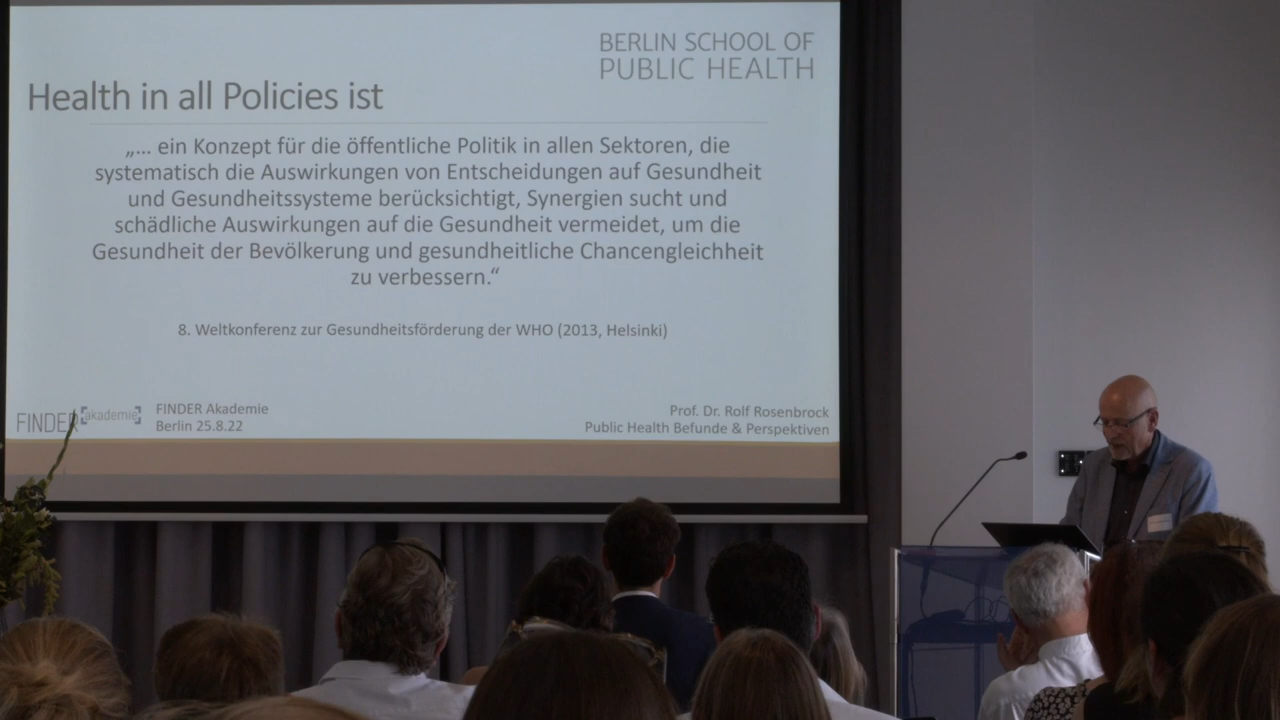 BERLIN SCHOOL OF
PUBLIC HEALTH
Health in all Policies ist
„... ein Konzept für die öffentliche Politik in allen Sektoren, die
systematisch die Auswirkungen von Entscheidungen auf Gesundheit
und Gesundheitssysteme berücksichtigt, Synergien sucht und
schädliche Auswirkungen auf die Gesundheit vermeidet, um die
Gesundheit der Bevölkerung und gesundheitliche Chancengleichheit
zu verbessern.“
8. Weltkonferenz zur Gesundheitsförderung der WHO (2013, Helsinki)
FINDER akademie
FINDER Akademie
Berlin 25.8.22
Prof. Dr. Rolf Rosenbrock
Public Health Befunde & Perspektiven